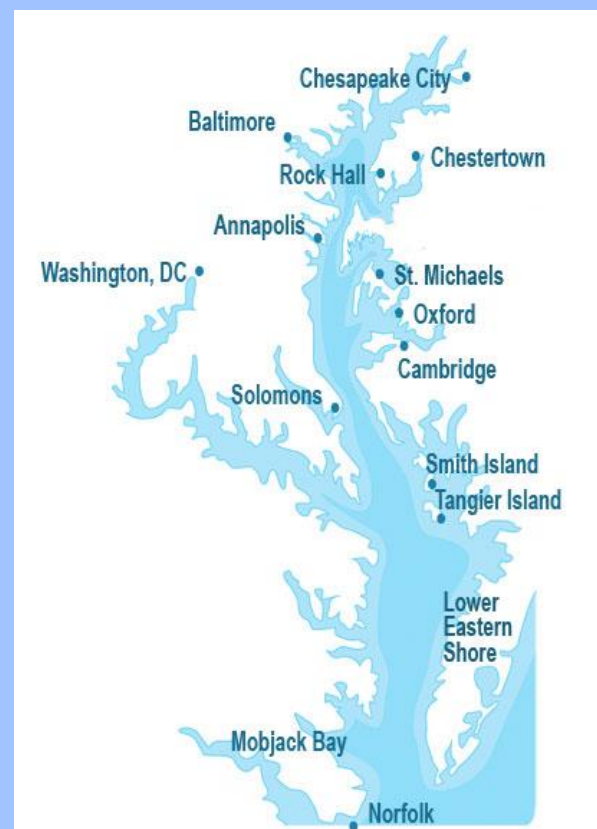 Chesapeake City
Baltimore
Chestertown
Rock Hall
Annapolis
Washington, DC
St. Michaels
Oxford
Cambridge
Solomons
Smith Island
Tangier Island
Lower
Eastern
Shore
Mobjack Bay
Norfolk